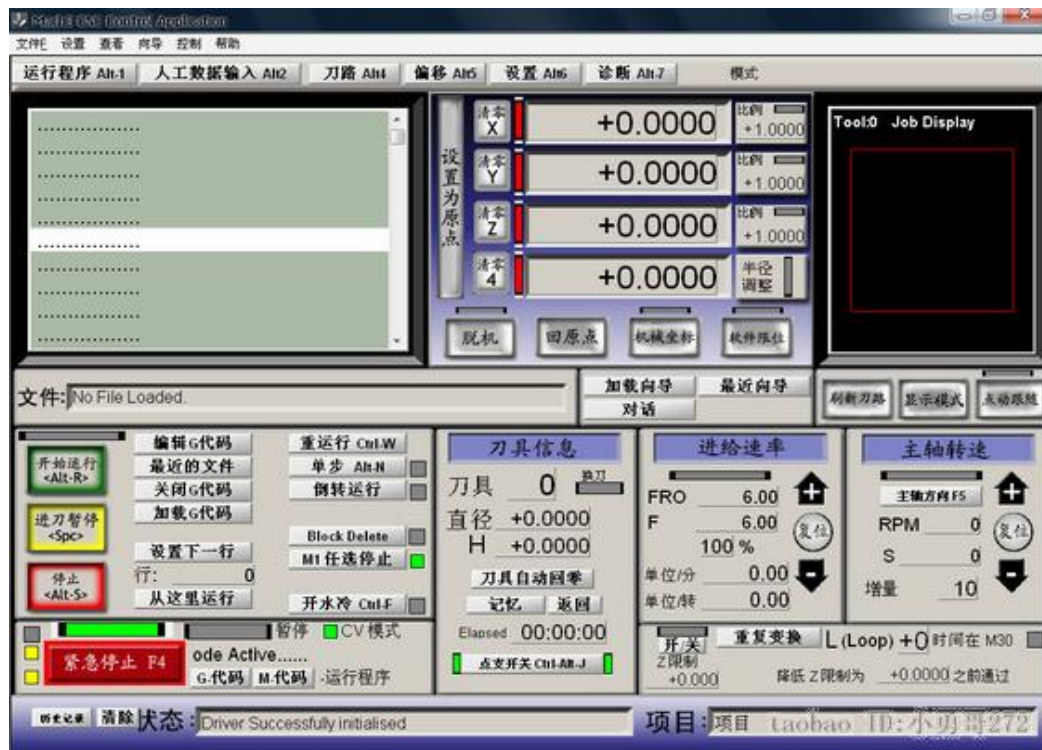 Mach3 CNC Control Application
文件E 设置 查看 向导 控制 帮助
运行程序 Alt-1 人工数据输入 Alt2 刀路 Alt4 偏移 Alt5 设置 Alt6 诊断 Alt-7 模式
设置为原点
清零 X +0.0000 比例 +1.0000
清零 Y +0.0000 比例 +1.0000
清零 Z +0.0000 比例 +1.0000
清零 4 +0.0000 半径调整
脱机 回原点 机械坐标 软件限位
Tool:0 Job Display
文件: No File Loaded.
加载向导 最近向导
对话
刷新刀路 显示模式 点动跟随
开始运行 <Alt-R>
进刀暂停 <Spc>
停止 <Alt-S>
编辑G代码
最近的文件
关闭G代码
加载G代码
设置下一行
行: 0
从这里运行
重运行 Ctrl-W
单步 Alt-N
倒转运行
Block Delete
M1 任选停止
开水冷 Ctrl-F
刀具信息
刀具 0 换刀
直径 +0.0000
H +0.0000
刀具自动回零
记忆 返回
Elapsed 00:00:00
点支开关 Ctrl-Alt-J
进给速率
FRO 6.00
F 6.00
100 % 复位
单位/分 0.00
单位/转 0.00
主轴转速
主轴方向 F5
RPM 0 复位
S 0
增量 10
暂停 CV 模式
紧急停止 F4
ode Active......
G-代码 M-代码 -运行程序
开/关 重复变换 L (Loop) +0 时间在 M30
Z限制
+0.000 降低 Z 限制为 +0.0000 之前通过
历史记录 清除 状态: Driver Successfully initialised
项目: 项目
taobao ID:小勇哥272